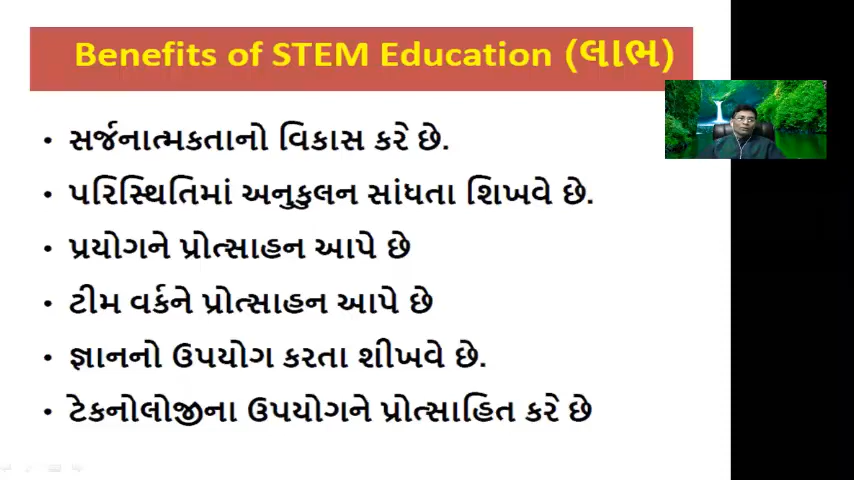 Benefits of STEM Education (લાભ)
• સર્જનાત્મકતાનો વિકાસ કરે છે.
• પરિસ્થિતિમાં અનુકુલન સાંધતા શિખવે છે.
• પ્રયોગને પ્રોત્સાહન આપે છે
• ટીમ વર્કને પ્રોત્સાહન આપે છે
• જ્ઞાનનો ઉપયોગ કરતા શીખવે છે.
• ટેકનોલોજીના ઉપયોગને પ્રોત્સાહિત કરે છે